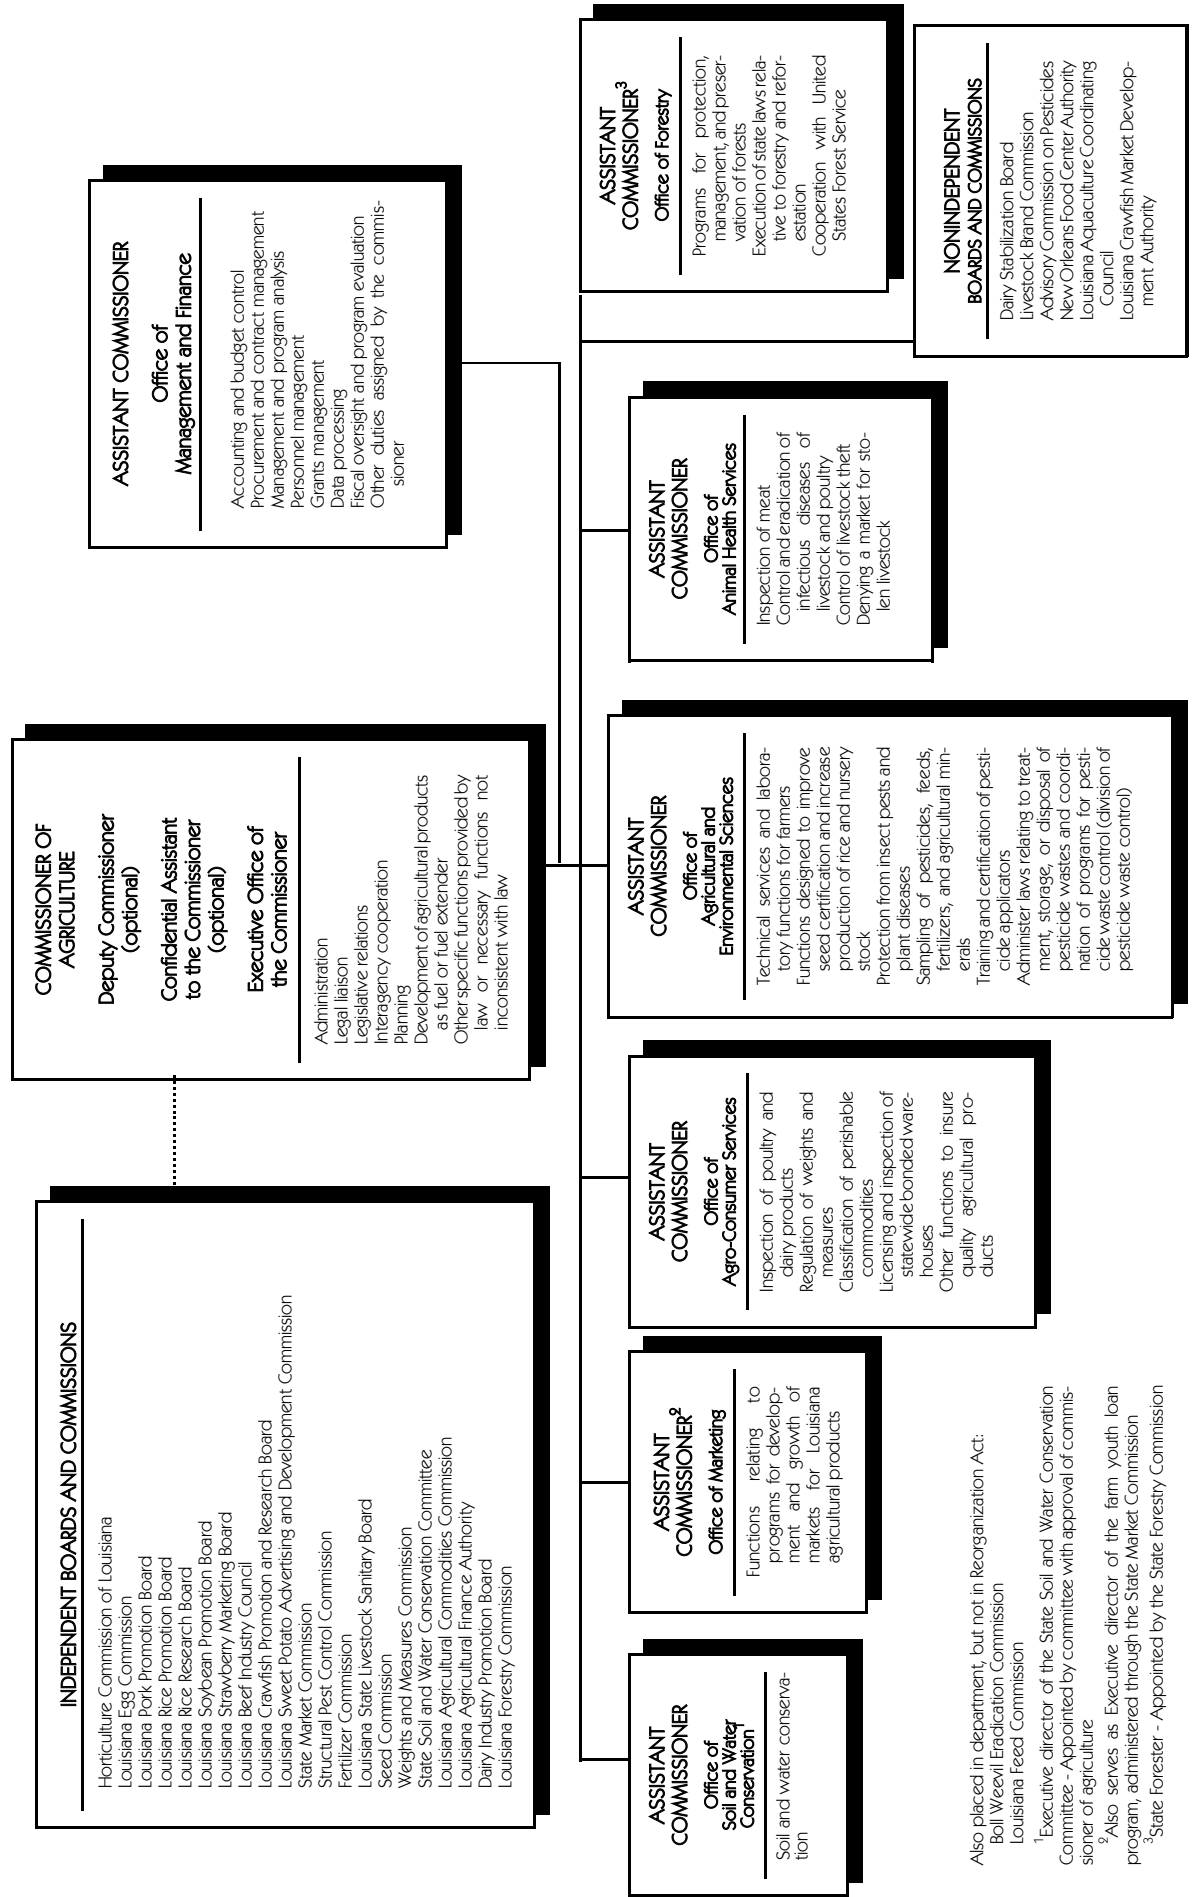 COMMISSIONER OF
AGRICULTURE
Deputy Commissioner
(optional)
Confidential Assistant
to the Commissioner
(optional)
Executive Office of
the Commissioner
Administration
Legal liaison
Legislative relations
Interagency cooperation
Planning
Development of agricultural products
as fuel or fuel extender
Other specific functions provided by
law or necessary functions not
inconsistent with law
INDEPENDENT BOARDS AND COMMISSIONS
Horticulture Commission of Louisiana
Louisiana Egg Commission
Louisiana Pork Promotion Board
Louisiana Rice Promotion Board
Louisiana Rice Research Board
Louisiana Soybean Promotion Board
Louisiana Strawberry Marketing Board
Louisiana Beef Industry Council
Louisiana Crawfish Promotion and Research Board
Louisiana Sweet Potato Advertising and Development Commission
State Market Commission
Structural Pest Control Commission
Fertilizer Commission
Louisiana State Livestock Sanitary Board
Seed Commission
Weights and Measures Commission
State Soil and Water Conservation Committee
Louisiana Agricultural Commodities Commission
Louisiana Agricultural Finance Authority
Dairy Industry Promotion Board
Louisiana Forestry Commission
ASSISTANT COMMISSIONER
Office of
Management and Finance
Accounting and budget control
Procurement and contract management
Management and program analysis
Personnel management
Grants management
Data processing
Fiscal oversight and program evaluation
Other duties assigned by the commis-
sioner
ASSISTANT
COMMISSIONER
Office of
Soil and Water
Conservation¹
Soil and water conserva-
tion
ASSISTANT
COMMISSIONER²
Office of Marketing
Functions relating to
programs for develop-
ment and growth of
markets for Louisiana
agricultural products
ASSISTANT
COMMISSIONER
Office of
Agro-Consumer Services
Inspection of poultry and
dairy products
Regulation of weights and
measures
Classification of perishable
commodities
Licensing and inspection of
statewide bonded ware-
houses
Other functions to insure
quality agricultural pro-
ducts
ASSISTANT
COMMISSIONER
Office of
Agricultural and
Environmental Sciences
Technical services and labora-
tory functions for farmers
Functions designed to improve
seed certification and increase
production of rice and nursery
stock
Protection from insect pests and
plant diseases
Sampling of pesticides, feeds,
fertilizers, and agricultural min-
erals
Training and certification of pesti-
cide applicators
Administer laws relating to treat-
ment, storage, or disposal of
pesticide wastes and coordi-
nation of programs for pesti-
cide waste control (division of
pesticide waste control)
ASSISTANT
COMMISSIONER
Office of
Animal Health Services
Inspection of meat
Control and eradication of
infectious diseases of
livestock and poultry
Control of livestock theft
Denying a market for sto-
len livestock
ASSISTANT
COMMISSIONER³
Office of Forestry
Programs for protection,
management, and preser-
vation of forests
Execution of state laws rela-
tive to forestry and refor-
estation
Cooperation with United
States Forest Service
NONINDEPENDENT
BOARDS AND COMMISSIONS
Dairy Stabilization Board
Livestock Brand Commission
Advisory Commission on Pesticides
New Orleans Food Center Authority
Louisiana Aquaculture Coordinating
Council
Louisiana Crawfish Market Develop-
ment Authority
Also placed in department, but not in Reorganization Act:
Boll Weevil Eradication Commission
Louisiana Feed Commission
¹Executive director of the State Soil and Water Conservation
Committee - Appointed by committee with approval of commis-
sioner of agriculture
²Also serves as Executive director of the farm youth loan
program, administered through the State Market Commission
³State Forester - Appointed by the State Forestry Commission